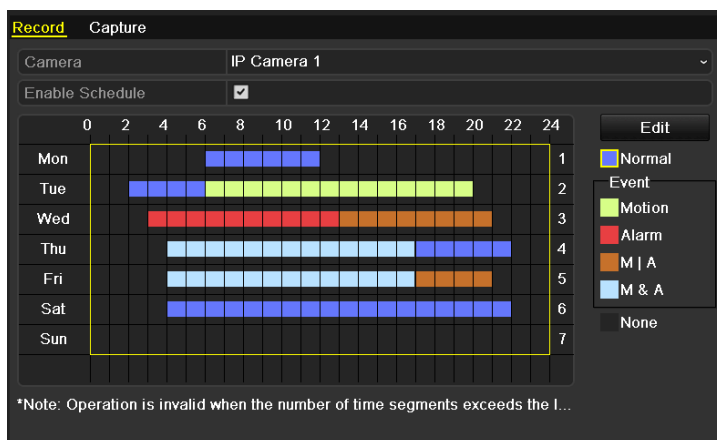 Record Capture
Camera IP Camera 1
Enable Schedule
0 2 4 6 8 10 12 14 16 18 20 22 24 Edit
Mon 1 Normal
Event
Tue 2 Motion
Wed 3 Alarm
Thu 4 M | A
Fri 5 M & A
Sat 6 None
Sun 7
*Note: Operation is invalid when the number of time segments exceeds the l...